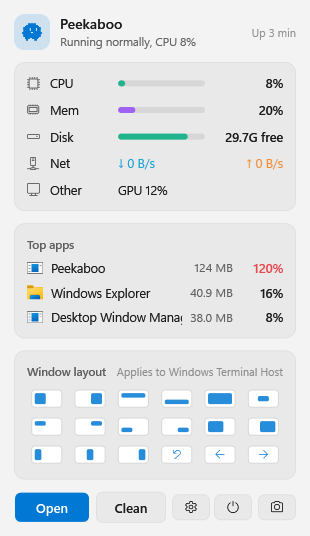 Peekaboo
Running normally, CPU 8%
Up 3 min
CPU 8%
Mem 20%
Disk 29.7G free
Net ↓ 0 B/s ↑ 0 B/s
Other GPU 12%
Top apps
Peekaboo 124 MB 120%
Windows Explorer 40.9 MB 16%
Desktop Window Manag 38.0 MB 8%
Window layout Applies to Windows Terminal Host
Open Clean